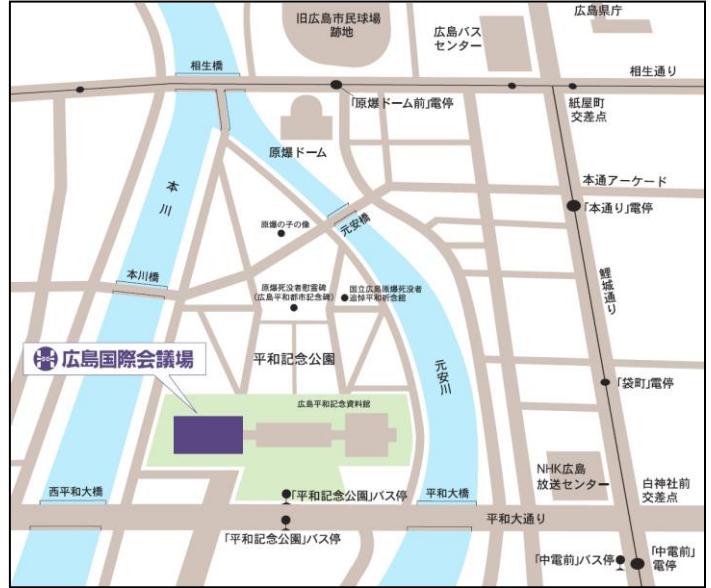 広島県庁
旧広島市民球場
跡地
広島バス
センター
相生橋
相生通り
「原爆ドーム前」電停
紙屋町
交差点
原爆ドーム
本川
本通アーケード
「本通り」電停
原爆の子の像
元安橋
本川橋
原爆死没者慰霊碑
(広島平和都市記念碑)
国立広島原爆死没者
追悼平和祈念館
鯉城通り
広島国際会議場
平和記念公園
元安川
「袋町」電停
広島平和記念資料館
NHK広島
放送センター
白神社前
交差点
西平和大橋
「平和記念公園」バス停
平和大橋
平和大通り
「平和記念公園」バス停
「中電前」バス停
「中電前」
電停